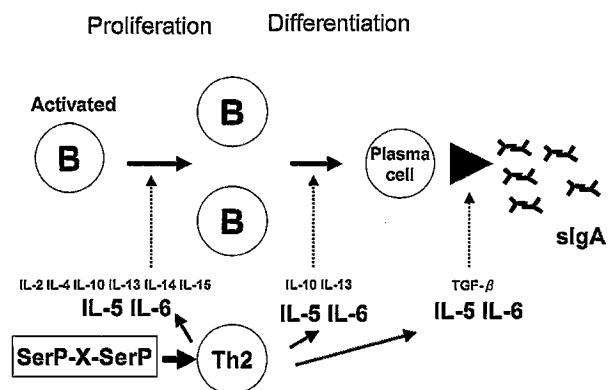 Proliferation Differentiation
Activated
B
B
B
Plasma
cell
sIgA
IL-2 IL-4 IL-10 IL-13 IL-14 IL-15
IL-5 IL-6
IL-10 IL-13
IL-5 IL-6
TGF-β
IL-5 IL-6
SerP-X-SerP
Th2